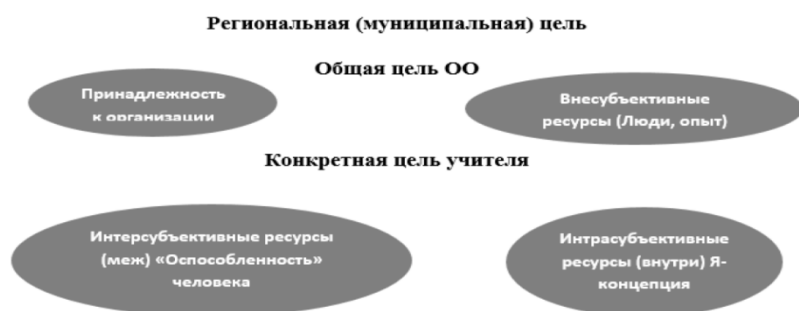 Региональная (муниципальная) цель
Общая цель ОО
Принадлежность
к организации
Внесубъективные
ресурсы (Люди, опыт)
Конкретная цель учителя
Интерсубъективные ресурсы
(меж) «Оспособленность»
человека
Интрасубъективные
ресурсы (внутри) Я-
концепция